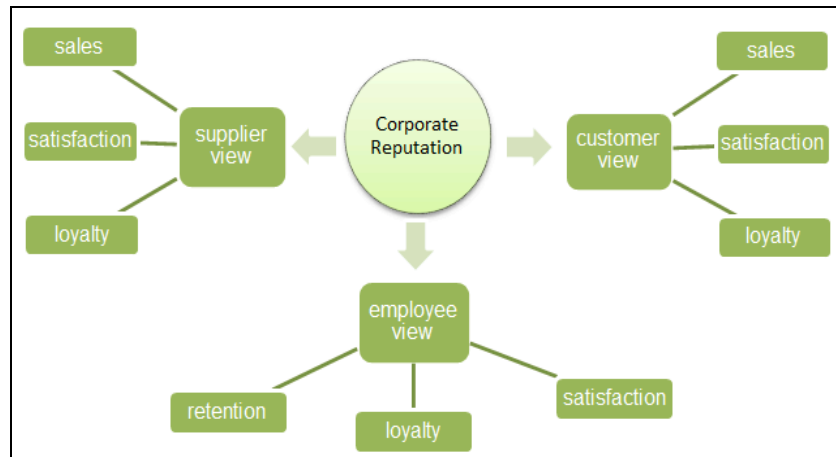 sales
satisfaction
loyalty
supplier
view
Corporate
Reputation
customer
view
sales
satisfaction
loyalty
employee
view
retention
loyalty
satisfaction